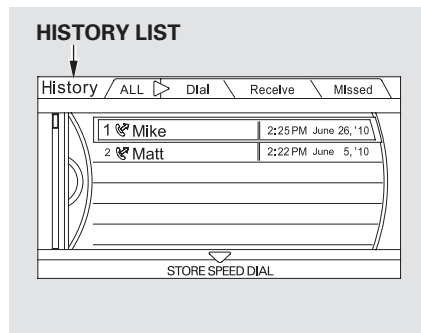 HISTORY LIST
History ALL Dial Receive Missed
1 Mike 2:25 PM June 26, '10
2 Matt 2:22 PM June 5, '10
STORE SPEED DIAL